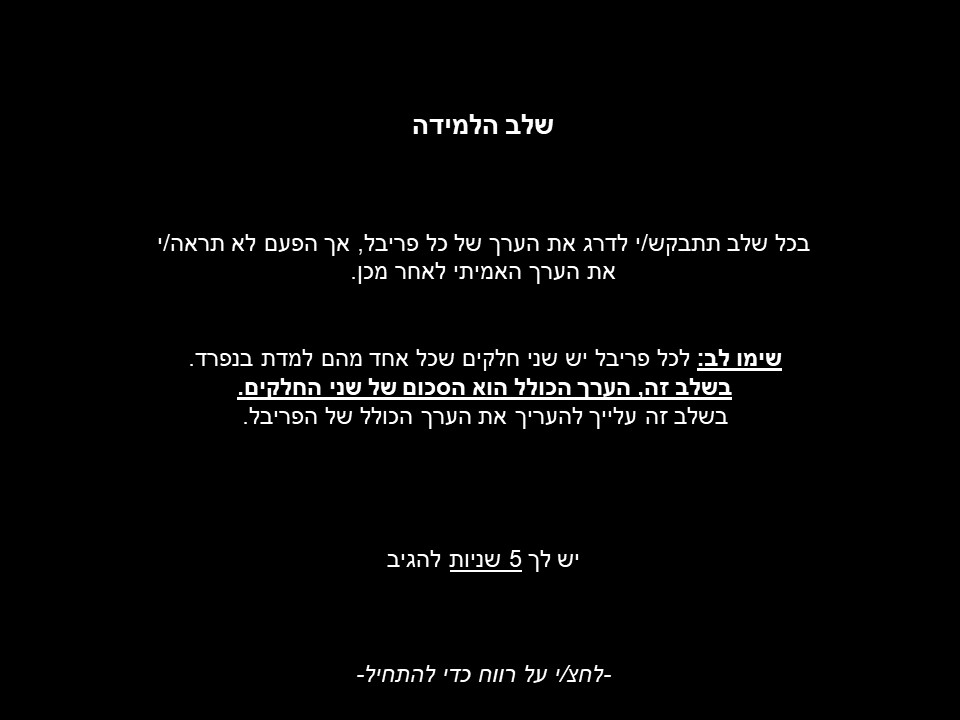 שלב הלמידה
בכל שלב תתבקש/י לדרג את הערך של כל פריבל, אך הפעם לא תראה/י
את הערך האמיתי לאחר מכן.
שימו לב: לכל פריבל יש שני חלקים שכל אחד מהם למדת בנפרד.
בשלב זה, הערך הכולל הוא הסכום של שני החלקים.
בשלב זה עלייך להעריך את הערך הכולל של הפריבל.
יש לך 5 שניות להגיב
-לחצ/י על רווח כדי להתחיל-